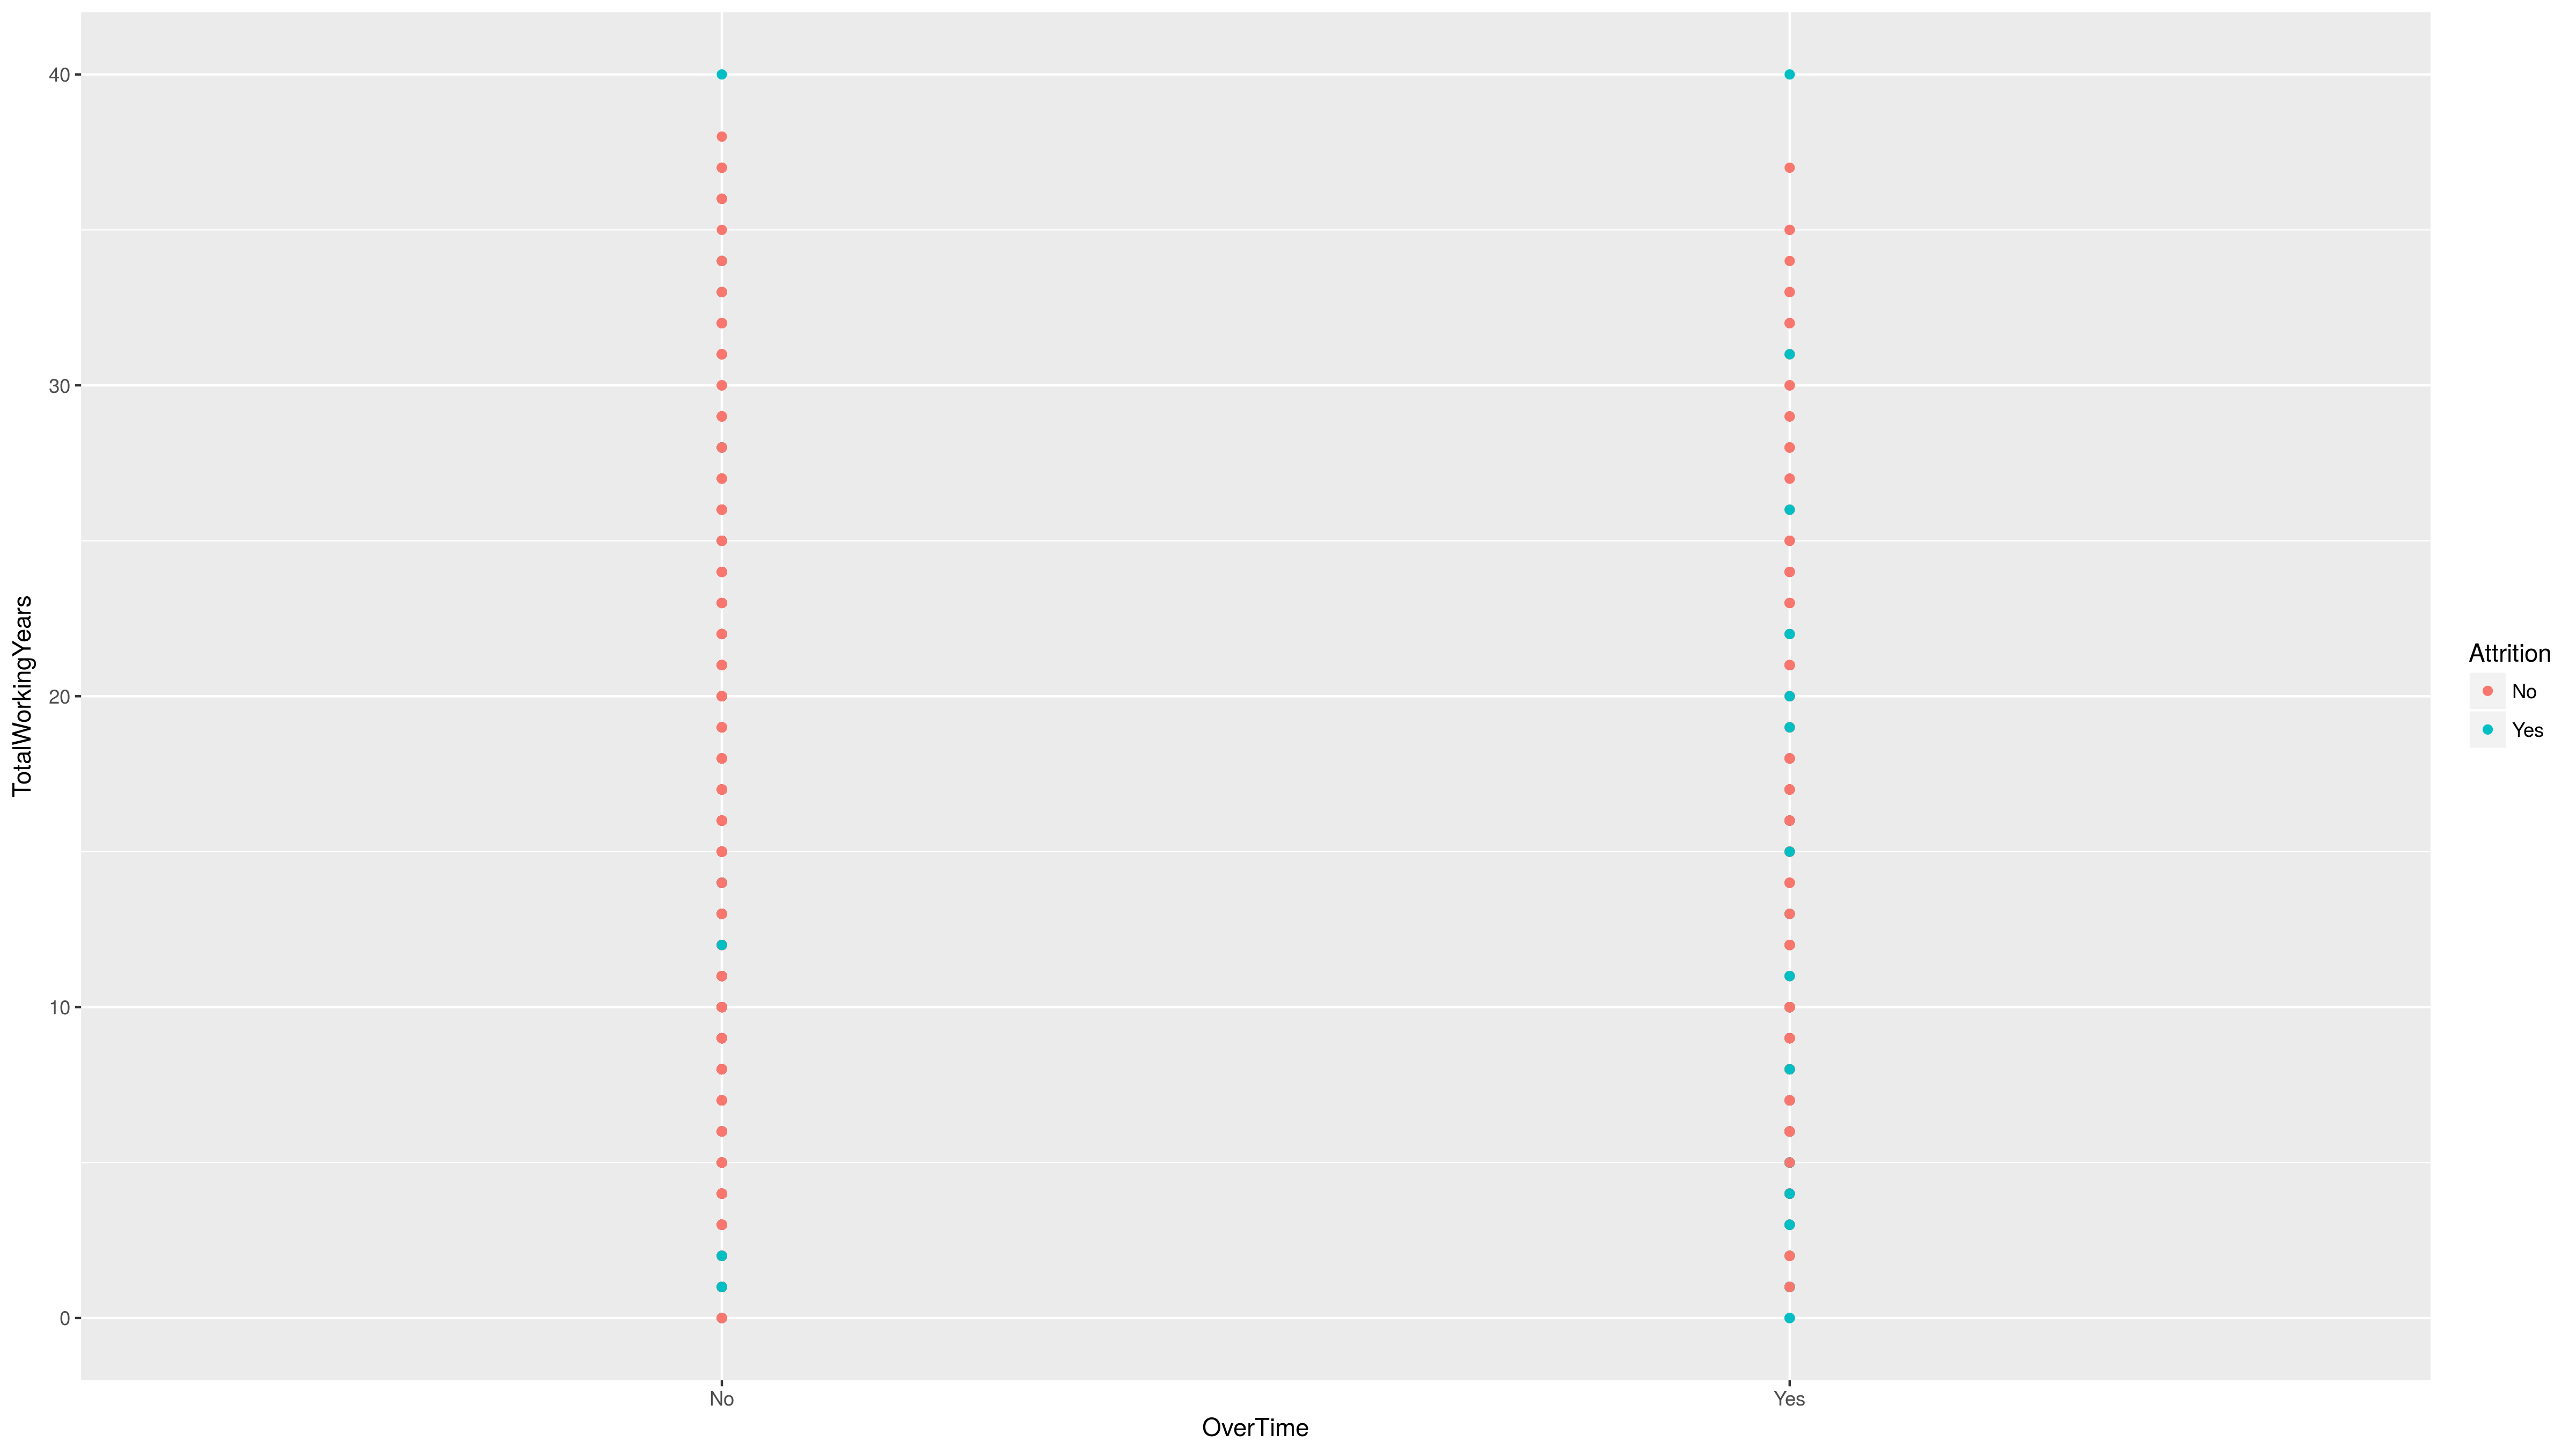 40
30
20
10
0
TotalWorkingYears
No
Yes
OverTime
Attrition
No
Yes